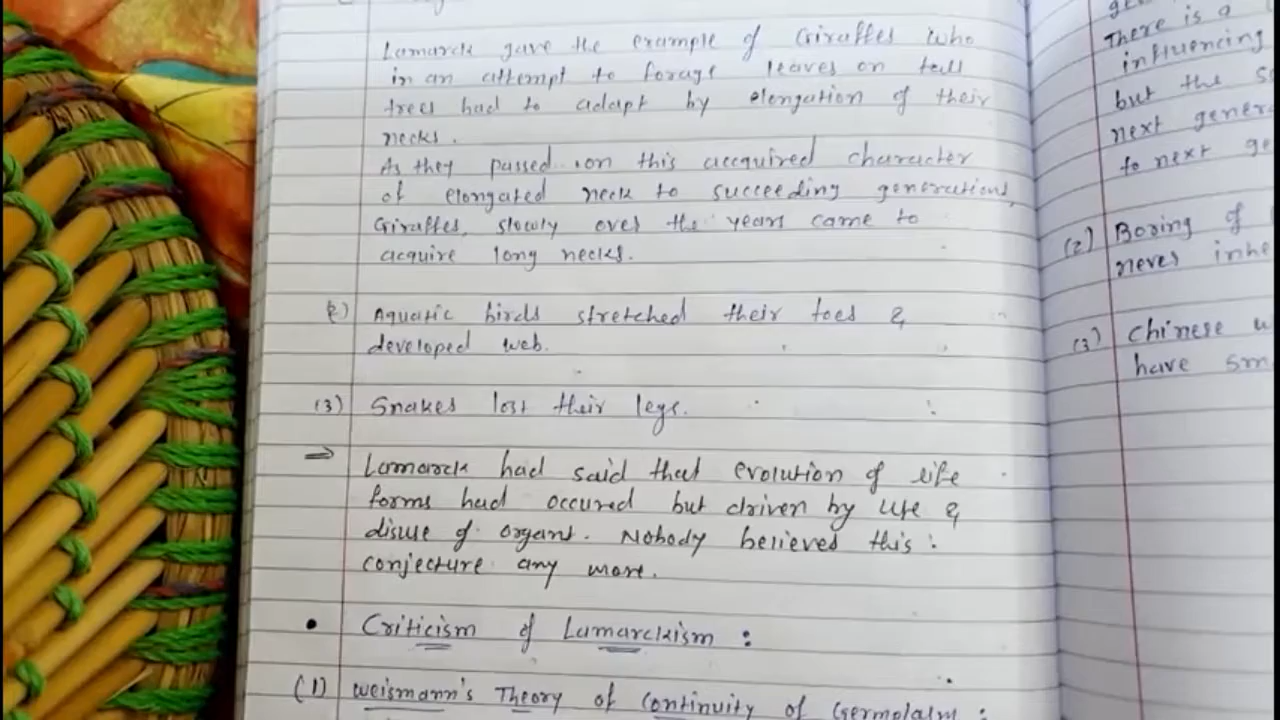 Lamarck gave the example of Giraffes who
in an attempt to forage leaves on tall
trees had to adapt by elongation of their
necks.
As they passed on this accquired character
of elongated neck to succeeding generations,
Giraffes, slowly over the years came to
acquire long necks.
(2) Aquatic birds stretched their toes &
developed web.
(3) Snakes lost their legs.
⇒ Lamarck had said that evolution of life
forms had occured but driven by use &
disuse of organs. Nobody believes this
conjecture any more.
• Criticism of Lamarckism :
(1) Weismann's Theory of Continuity of Germplasm :
There is a
influencing
but the
next
to next
(2) Boring of
never
(3) Chinese
have